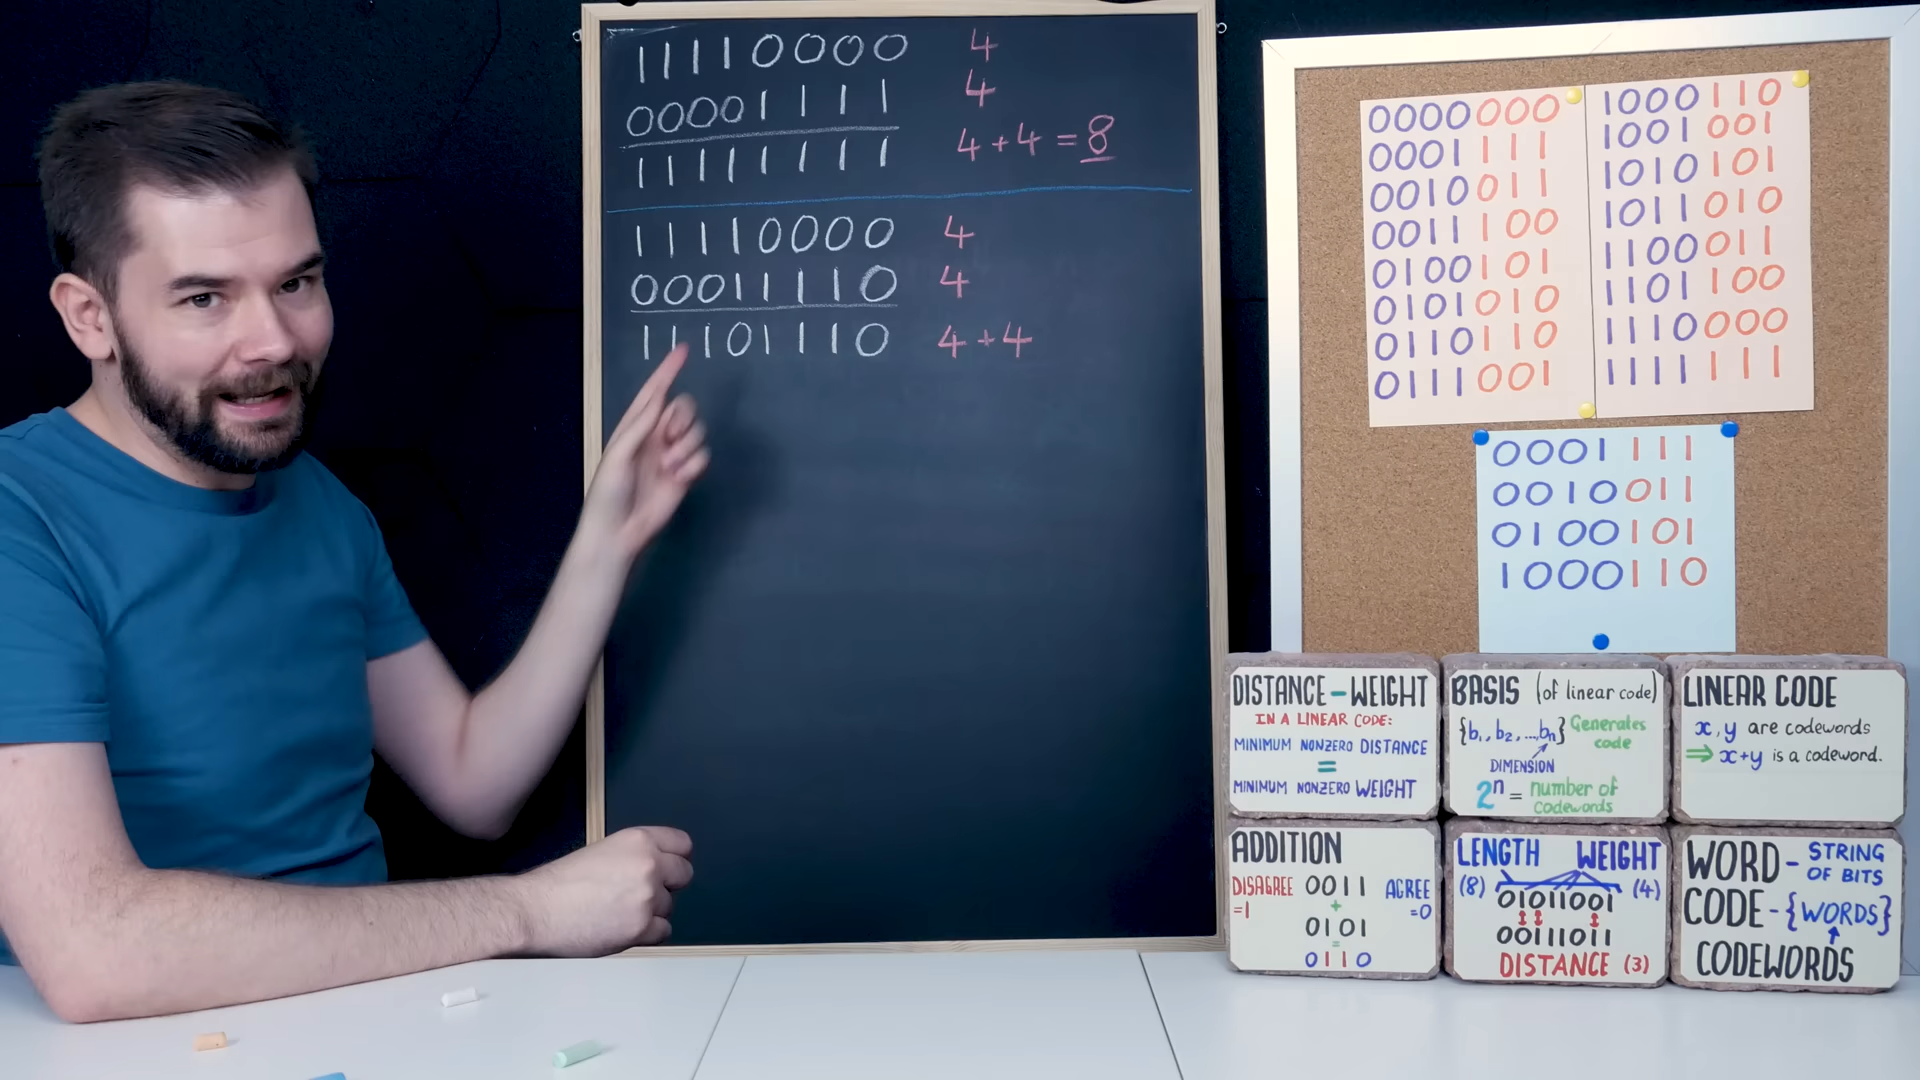 11110000 4
00001111 4
11111111 4+4=8
11110000 4
00011110 4
11101110 4+4
0000000
0001111
0010011
0011100
0100101
0101010
0110110
0111001
1000110
1001001
1010101
1011010
1100011
1101100
1110000
1111111
0001111
0010011
0100101
1000110
DISTANCE-WEIGHT
IN A LINEAR CODE:
MINIMUM NONZERO DISTANCE
=
MINIMUM NONZERO WEIGHT
BASIS (of linear code)
{b₁, b₂, ..., bₙ} Generates
code
DIMENSION
2ⁿ = number of
codewords
LINEAR CODE
x, y are codewords
⇒ x+y is a codeword.
ADDITION
DISAGREE 0011 AGREE
=1 + =0
0101
=
0110
LENGTH WEIGHT
(8) (4)
01011001
00111011
DISTANCE (3)
WORD - STRING
OF BITS
CODE - {WORDS}
CODEWORDS